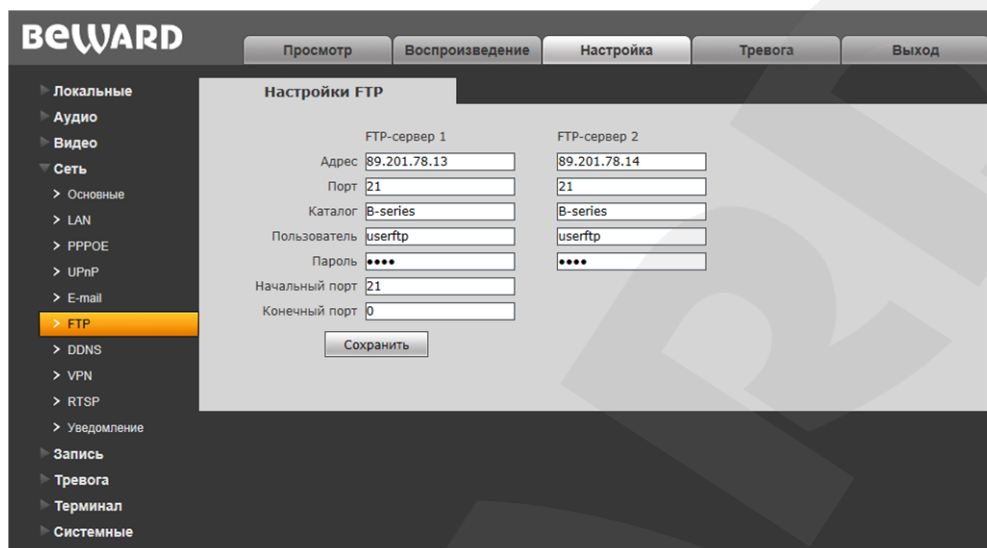 BEWARD
Просмотр Воспроизведение Настройка Тревога Выход
Локальные
Аудио
Видео
Сеть
> Основные
> LAN
> PPPOE
> UPnP
> E-mail
> FTP
> DDNS
> VPN
> RTSP
> Уведомление
Запись
Тревога
Терминал
Системные
Настройки FTP
FTP-сервер 1 FTP-сервер 2
Адрес 89.201.78.13 89.201.78.14
Порт 21 21
Каталог B-series B-series
Пользователь userftp userftp
Пароль •••• ••••
Начальный порт 21
Конечный порт 0
Сохранить